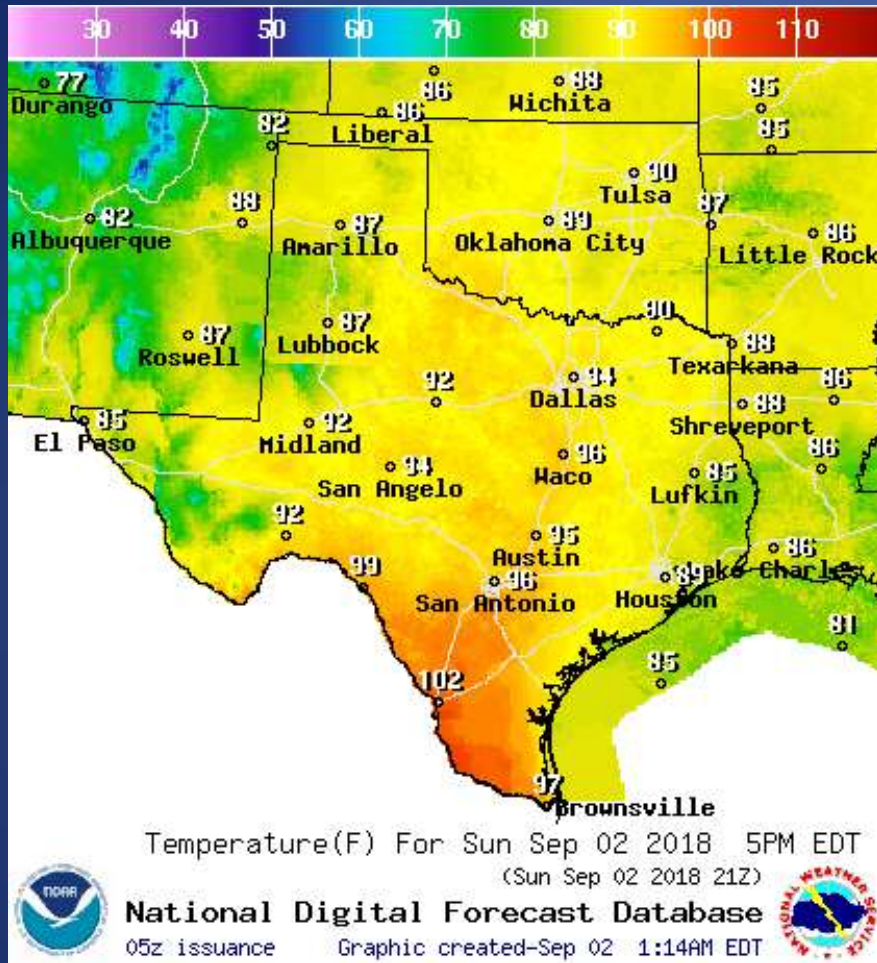 30 40 50 60 70 80 90 100 110
77
Durango
86
88
Wichita
85
86
Liberal
82
85
90
Tulsa
82
Albuquerque
88
87
Amarillo
89
Oklahoma City
87
86
Little Rock
87
Roswell
87
Lubbock
90
88
Texarkana
94
Dallas
92
88
Shreveport
86
85
El Paso
92
Midland
94
San Angelo
96
Waco
85
Lufkin
86
92
95
Austin
86
Lake Charles
99
96
San Antonio
89
Houston
81
85
102
97
Brownsville
Temperature(F) For Sun Sep 02 2018 5PM EDT
(Sun Sep 02 2018 21Z)
NOAA
National Digital Forecast Database
05z issuance Graphic created-Sep 02 1:14AM EDT
NATIONAL WEATHER SERVICE